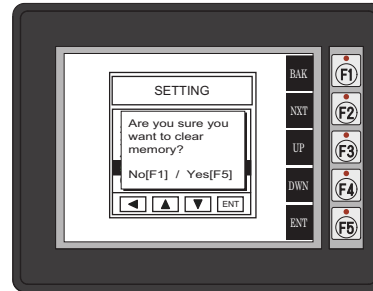 SETTING
Are you sure you
want to clear
memory?
No[F1] / Yes[F5]
ENT
BAK
NXT
UP
DWN
ENT
F1
F2
F3
F4
F5